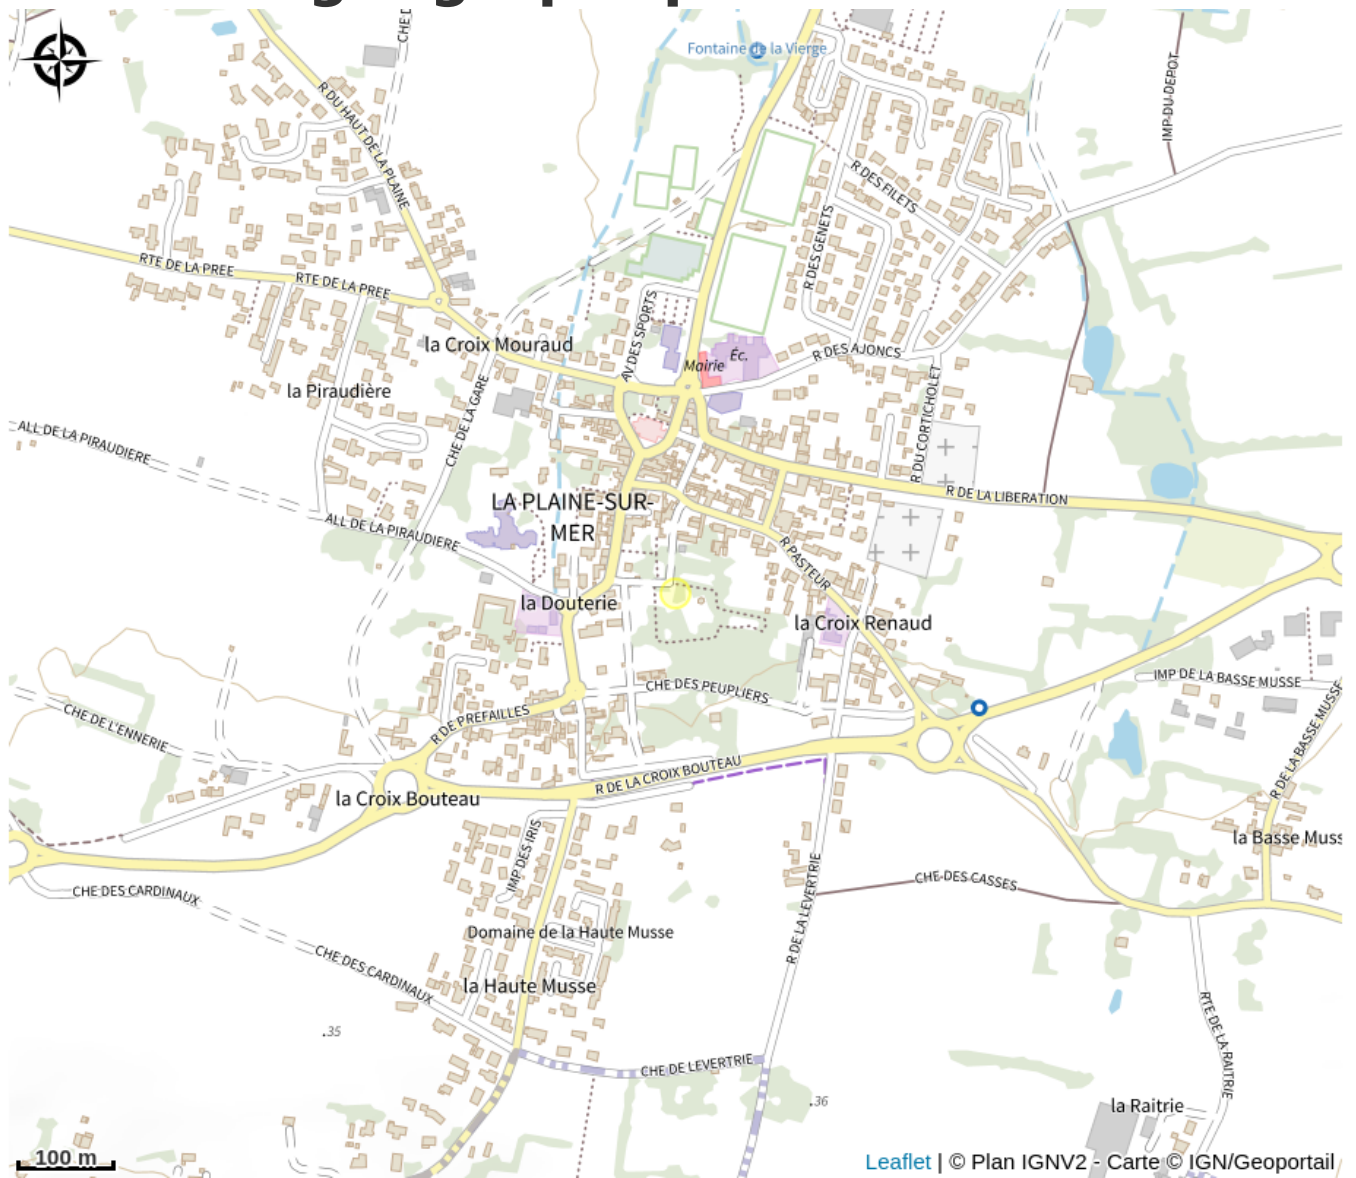 CHE D
Fontaine de la Vierge
R DU HAUT DE LA PLAINE
IMP DU DEPOT
R DES FILETS
R DES GENETS
RTE DE LA PREE
RTE DE LA PREE
AV DES SPORTS
la Croix Mouraud
Mairie
Éc.
R DES AJONCS
la Piraudière
CHE DE LA GARE
R DU CORTICHOLET
ALL DE LA PIRAUDIERE
R DE LA LIBERATION
LA PLAINE-SUR-
MER
ALL DE LA PIRAUDIERE
R PASTEUR
la Douterie
la Croix Renaud
CHE DES PEUPLIERS
IMP DE LA BASSE MUSSE
R DE LA BASSE MUSSE
CHE DE L'ENNERIE
R DE PREFAILLES
R DE LA CROIX BOUTEAU
la Croix Bouteau
la Basse Muss
IMP DES IRIS
CHE DES CASSES
CHE DES CARDINAUX
R DE LA LEVERTRIE
Domaine de la Haute Musse
CHE DES CARDINAUX
la Haute Musse
.35
RTE DE LA RAITRIE
CHE DE LEVERTRIE
.36
la Raitrie
100 m
Leaflet | © Plan IGNV2 - Carte © IGN/Geoportail